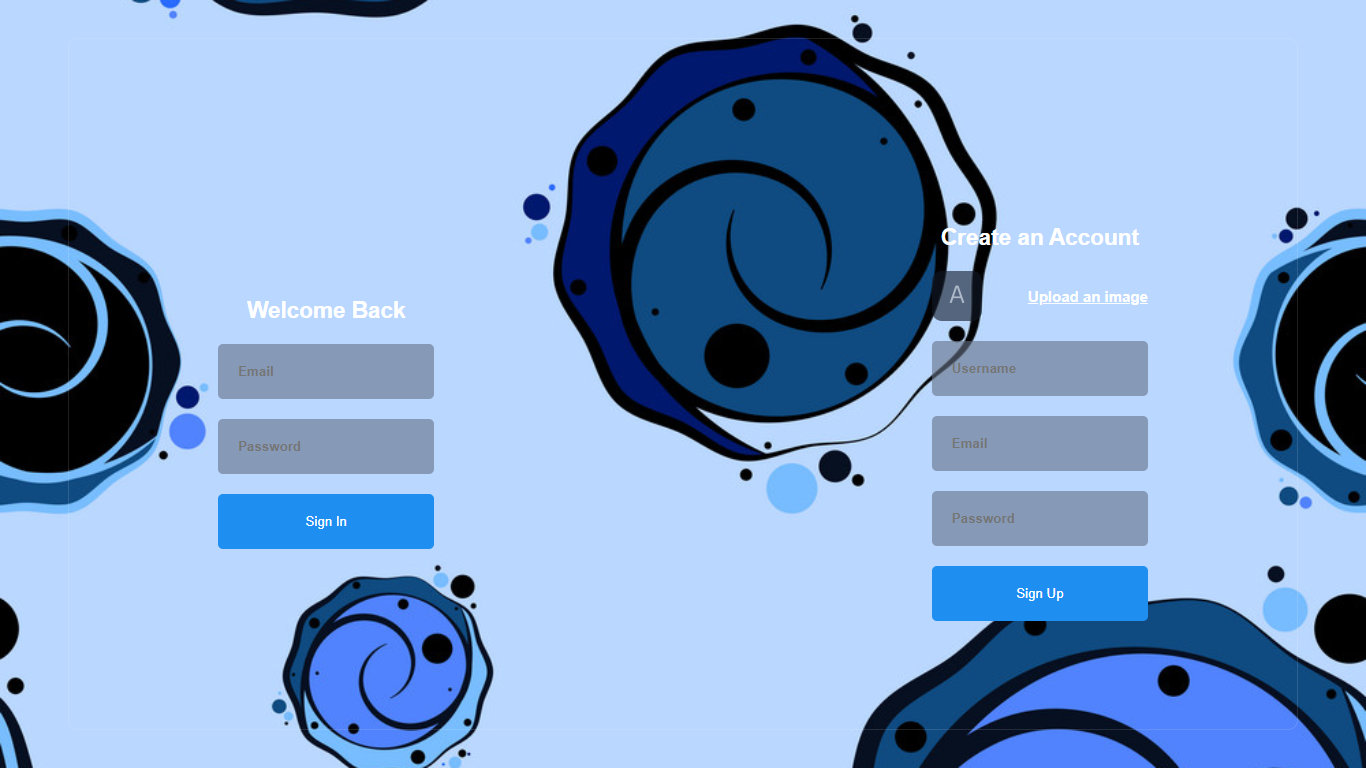 Welcome Back
Email
Password
Sign In
Create an Account
A
Upload an image
Username
Email
Password
Sign Up